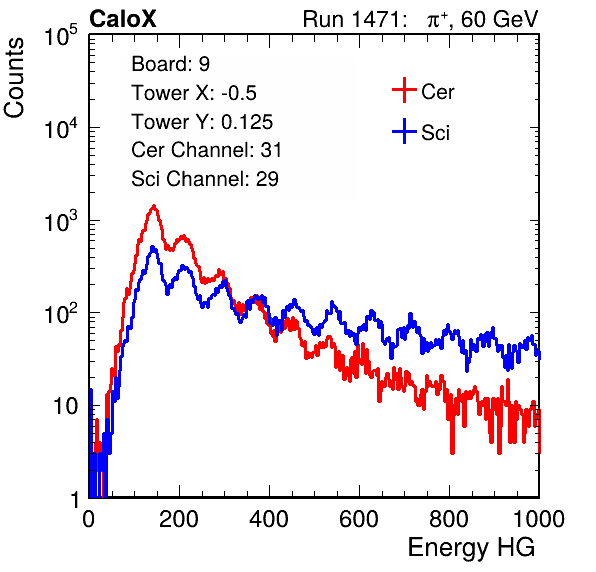 CaloX Run 1471: π⁺, 60 GeV
Counts
10⁵
10⁴
10³
10²
10
1
Board: 9
Tower X: -0.5
Tower Y: 0.125
Cer Channel: 31
Sci Channel: 29
Cer
Sci
0 200 400 600 800 1000
Energy HG